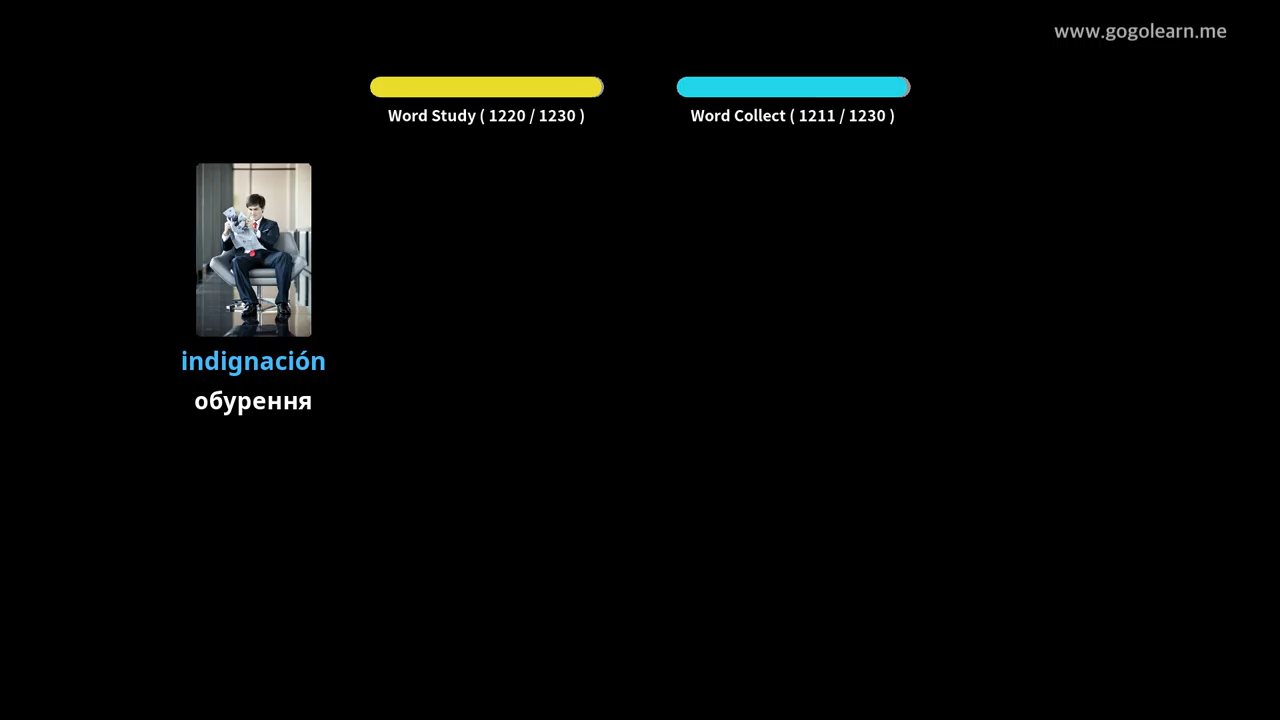 www.gogolearn.me
Word Study ( 1220 / 1230 )
Word Collect ( 1211 / 1230 )
indignación
обурення